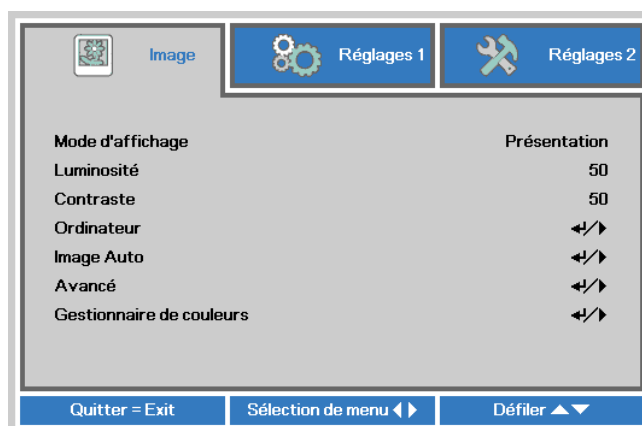 Image Réglages 1 Réglages 2
Mode d'affichage Présentation
Luminosité 50
Contraste 50
Ordinateur ↵/▶
Image Auto ↵/▶
Avancé ↵/▶
Gestionnaire de couleurs ↵/▶
Quitter = Exit Sélection de menu ◀▶ Défiler ▲▼